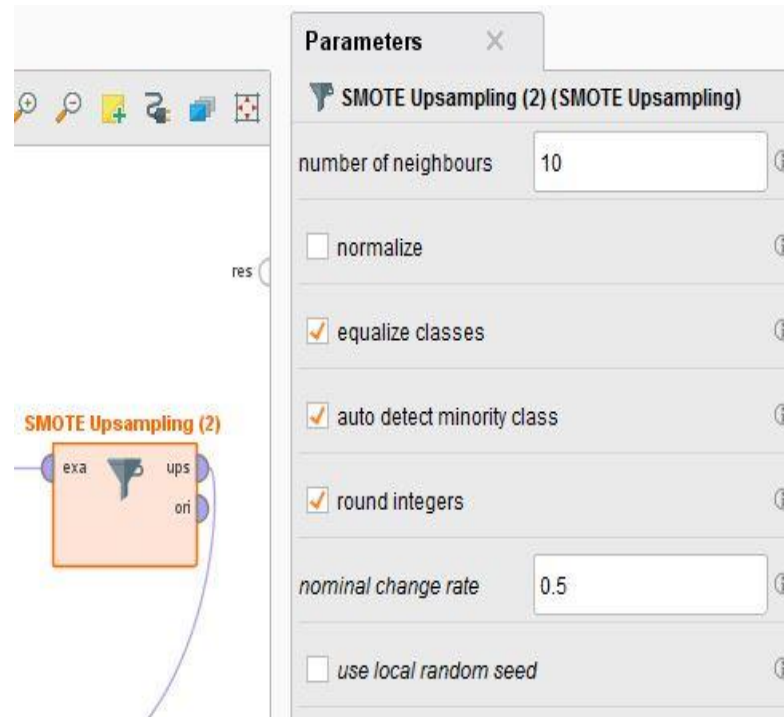 Parameters
SMOTE Upsampling (2) (SMOTE Upsampling)
number of neighbours 10
normalize
res
equalize classes
auto detect minority class
SMOTE Upsampling (2)
exa ups
ori
round integers
nominal change rate 0.5
use local random seed